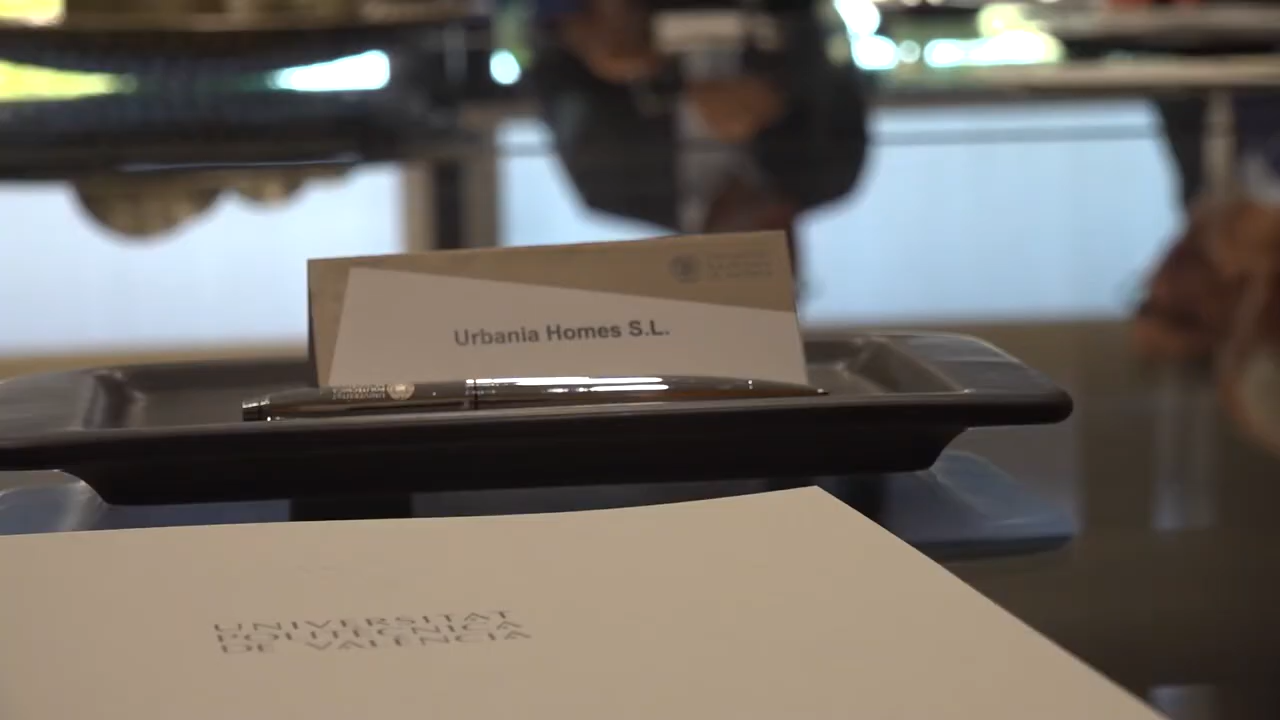 Urbania Homes S.L.
UNIVERSITAT
POLITÈCNICA
DE VALÈNCIA